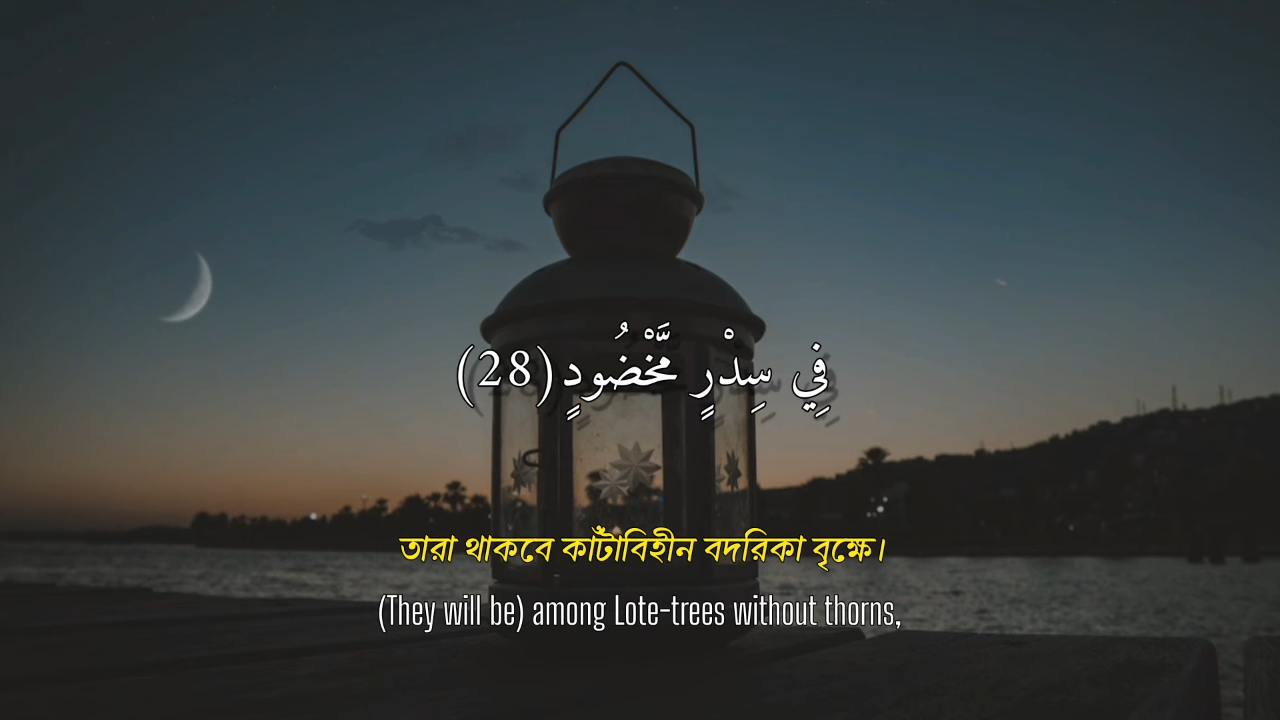 فِي سِدْرٍ مَّخْضُودٍ (28)
তারা থাকবে কাঁটাবিহীন বদরিকা বৃক্ষে।
(They will be) among Lote-trees without thorns,